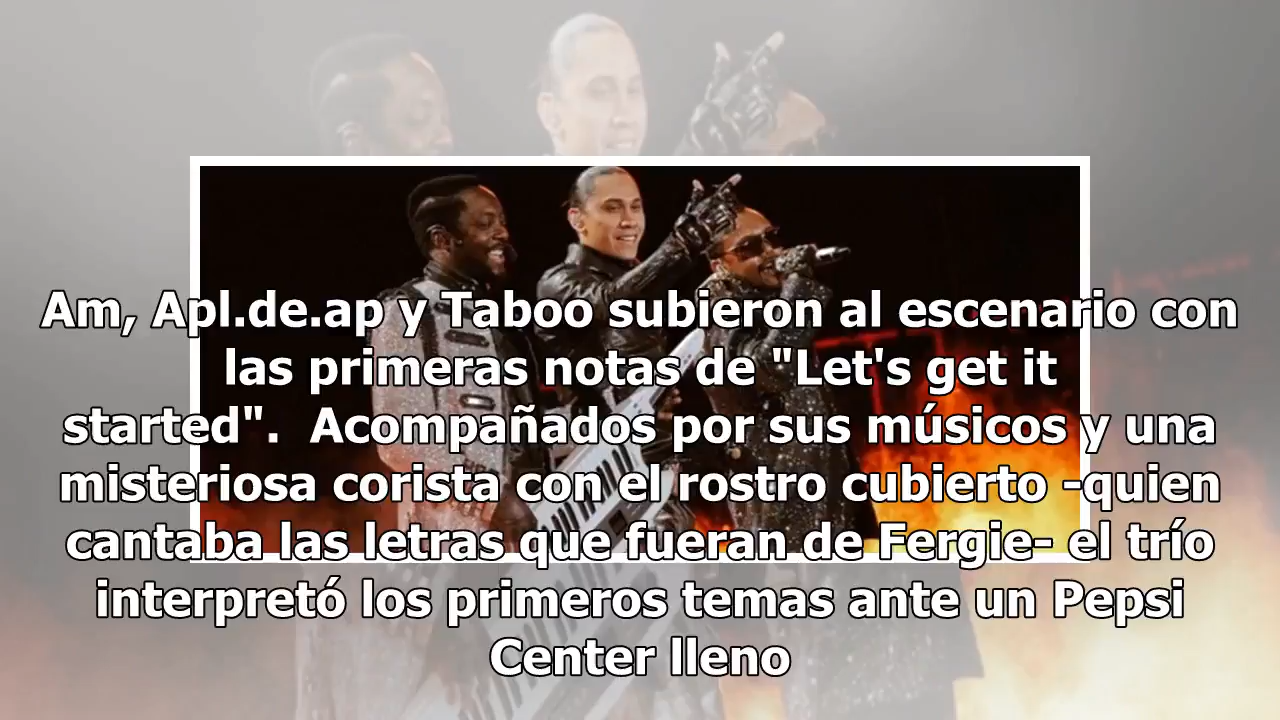 Am, Apl.de.ap y Taboo subieron al escenario con
las primeras notas de "Let's get it
started".  Acompañados por sus músicos y una
misteriosa corista con el rostro cubierto -quien
cantaba las letras que fueran de Fergie- el trío
interpretó los primeros temas ante un Pepsi
Center lleno